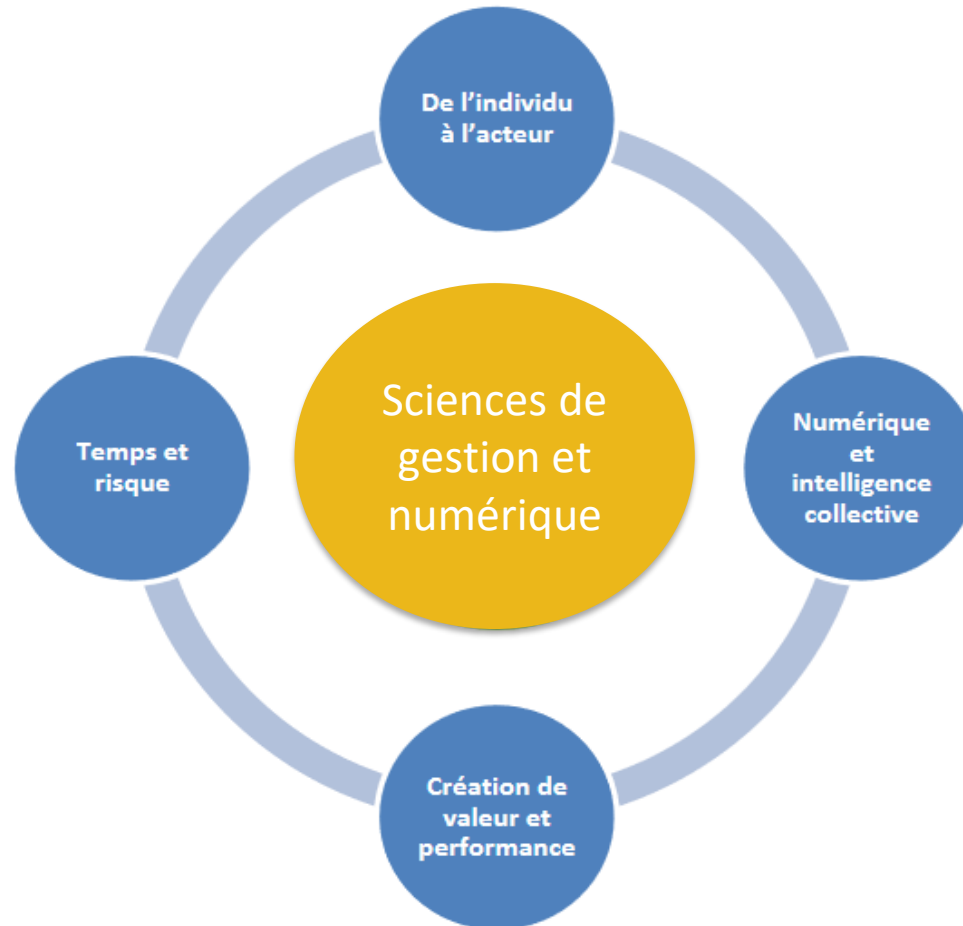 De l’individu
à l’acteur
Sciences de
gestion et
numérique
Temps et
risque
Numérique
et
intelligence
collective
Création de
valeur et
performance